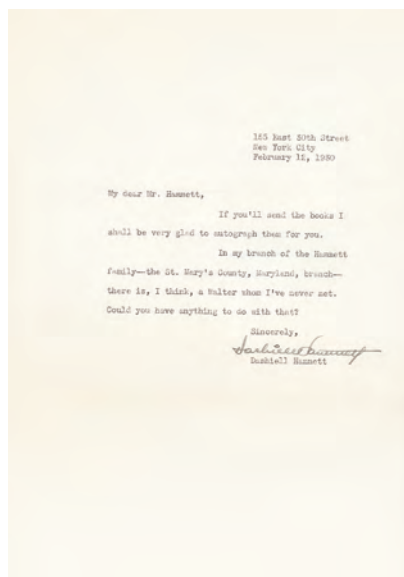 155 East 30th Street
New York City
February 12, 1930
My dear Mr. Hammett,
If you'll send the books I
shall be very glad to autograph them for you.
In my branch of the Hammett
family—the St. Mary's County, Maryland, branch—
there is, I think, a Walter whom I've never met.
Could you have anything to do with that?
Sincerely,
Dashiell Hammett
Dashiell Hammett